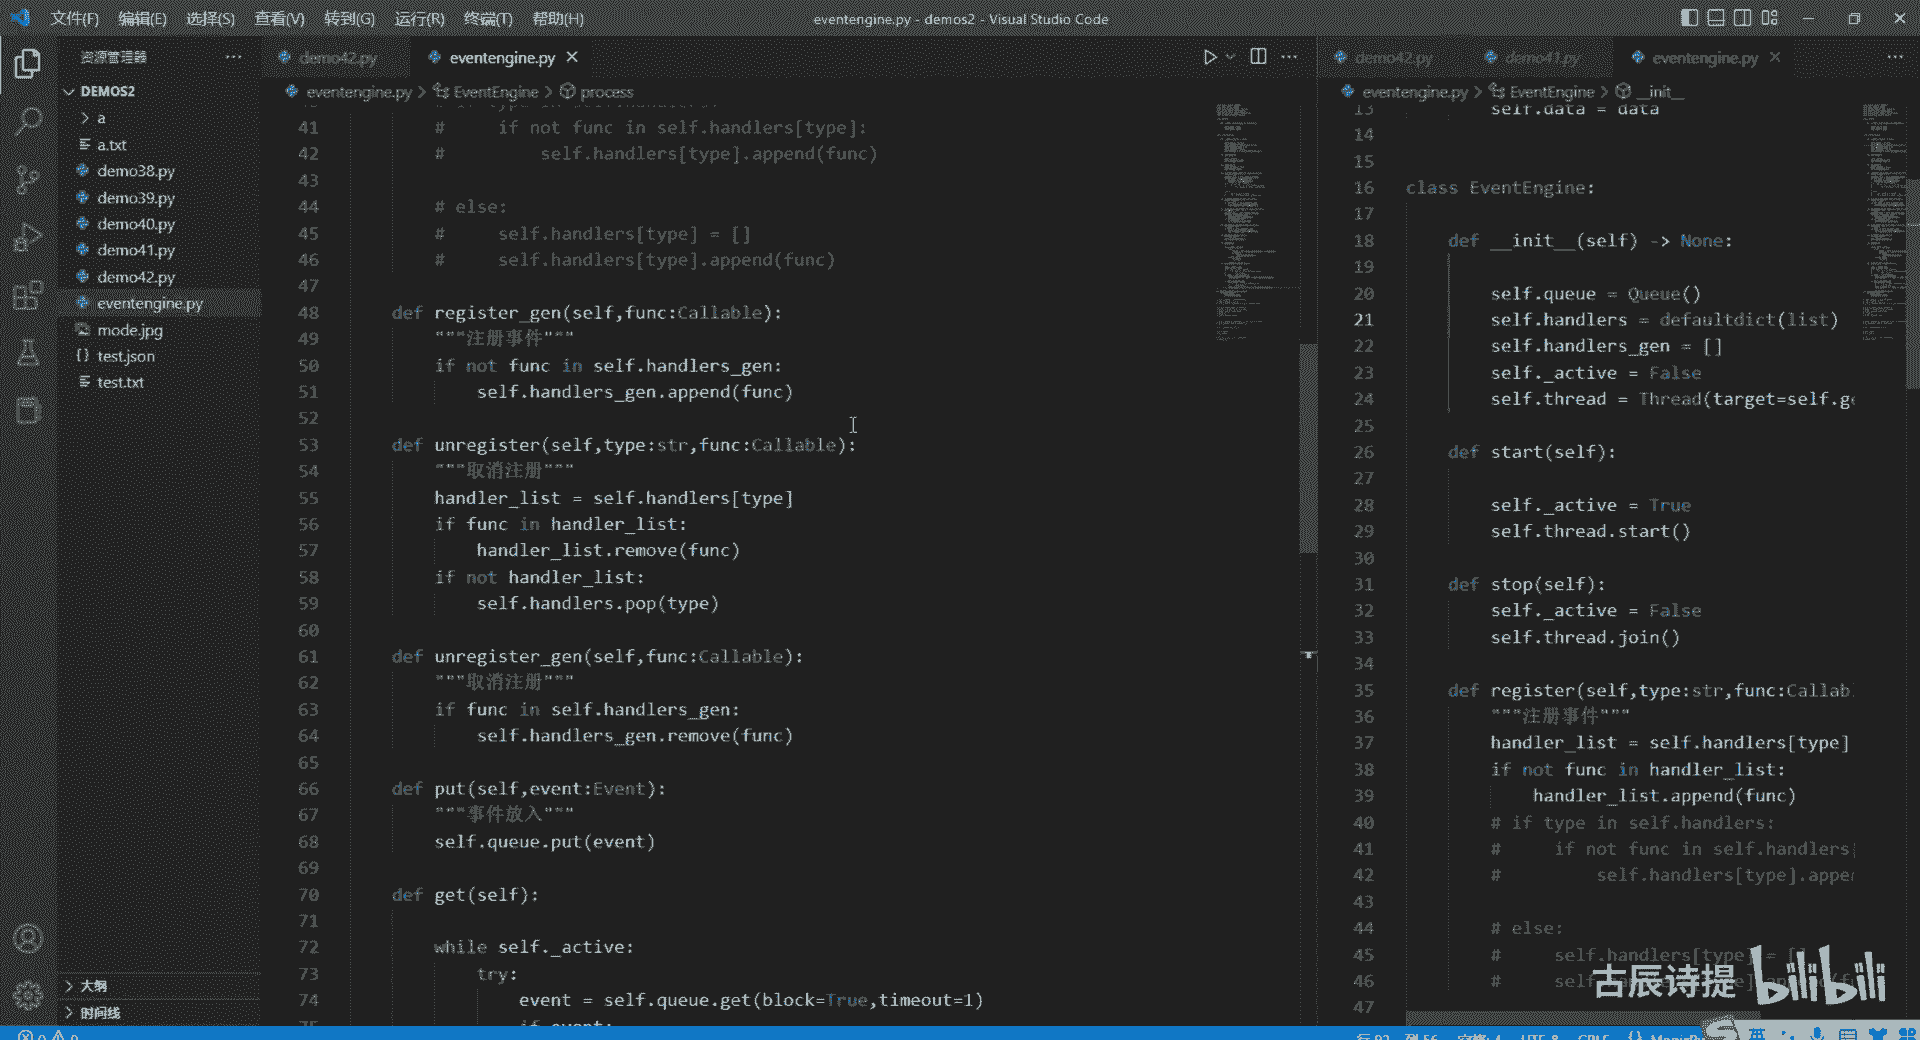 文件(F) 编辑(E) 选择(S) 查看(V) 转到(G) 运行(R) 终端(T) 帮助(H)
eventengine.py - demos2 - Visual Studio Code
资源管理器
DEMOS2
a
a.txt
demo38.py
demo39.py
demo40.py
demo41.py
demo42.py
eventengine.py
mode.jpg
{} test.json
test.txt
大纲
时间线
demo42.py eventengine.py
eventengine.py > EventEngine > process
41 #     if not func in self.handlers[type]:
42 #         self.handlers[type].append(func)
43
44 # else:
45 #     self.handlers[type] = []
46 #     self.handlers[type].append(func)
47
48 def register_gen(self,func:Callable):
49 """注册事件"""
50 if not func in self.handlers_gen:
51 self.handlers_gen.append(func)
52
53 def unregister(self,type:str,func:Callable):
54 """取消注册"""
55 handler_list = self.handlers[type]
56 if func in handler_list:
57 handler_list.remove(func)
58 if not handler_list:
59 self.handlers.pop(type)
60
61 def unregister_gen(self,func:Callable):
62 """取消注册"""
63 if func in self.handlers_gen:
64 self.handlers_gen.remove(func)
65
66 def put(self,event:Event):
67 """事件放入"""
68 self.queue.put(event)
69
70 def get(self):
71
72 while self._active:
73 try:
74 event = self.queue.get(block=True,timeout=1)
demo42.py demo41.py eventengine.py
eventengine.py > EventEngine > __init__
13 self.data = data
14
15
16 class EventEngine:
17
18 def __init__(self) -> None:
19
20 self.queue = Queue()
21 self.handlers = defaultdict(list)
22 self.handlers_gen = []
23 self._active = False
24 self.thread = Thread(target=self.ge
25
26 def start(self):
27
28 self._active = True
29 self.thread.start()
30
31 def stop(self):
32 self._active = False
33 self.thread.join()
34
35 def register(self,type:str,func:Callab
36 """注册事件"""
37 handler_list = self.handlers[type]
38 if not func in handler_list:
39 handler_list.append(func)
40 # if type in self.handlers:
41 #     if not func in self.handlers[
42 #         self.handlers[type].appe
43
44 # else:
45 #     self.handlers[type] = [
46 #
47
古辰诗提 bilibili